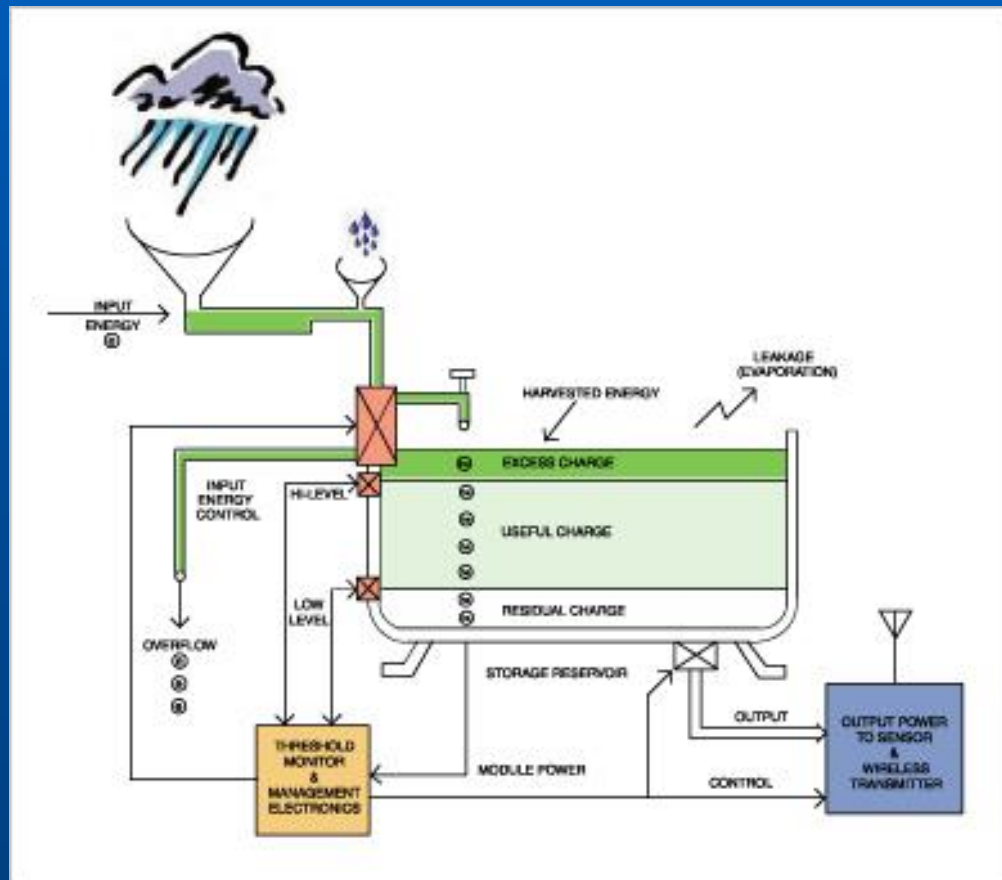 INPUT
ENERGY
LEAKAGE
(EVAPORATION)
HARVESTED ENERGY
EXCESS CHARGE
HI-LEVEL
INPUT
ENERGY
CONTROL
USEFUL CHARGE
LOW
LEVEL
RESIDUAL CHARGE
OVERFLOW
STORAGE RESERVOIR
OUTPUT
OUTPUT POWER
TO SENSOR
&
WIRELESS
TRANSMITTER
THRESHOLD
MONITOR
&
MANAGEMENT
ELECTRONICS
MODULE POWER
CONTROL